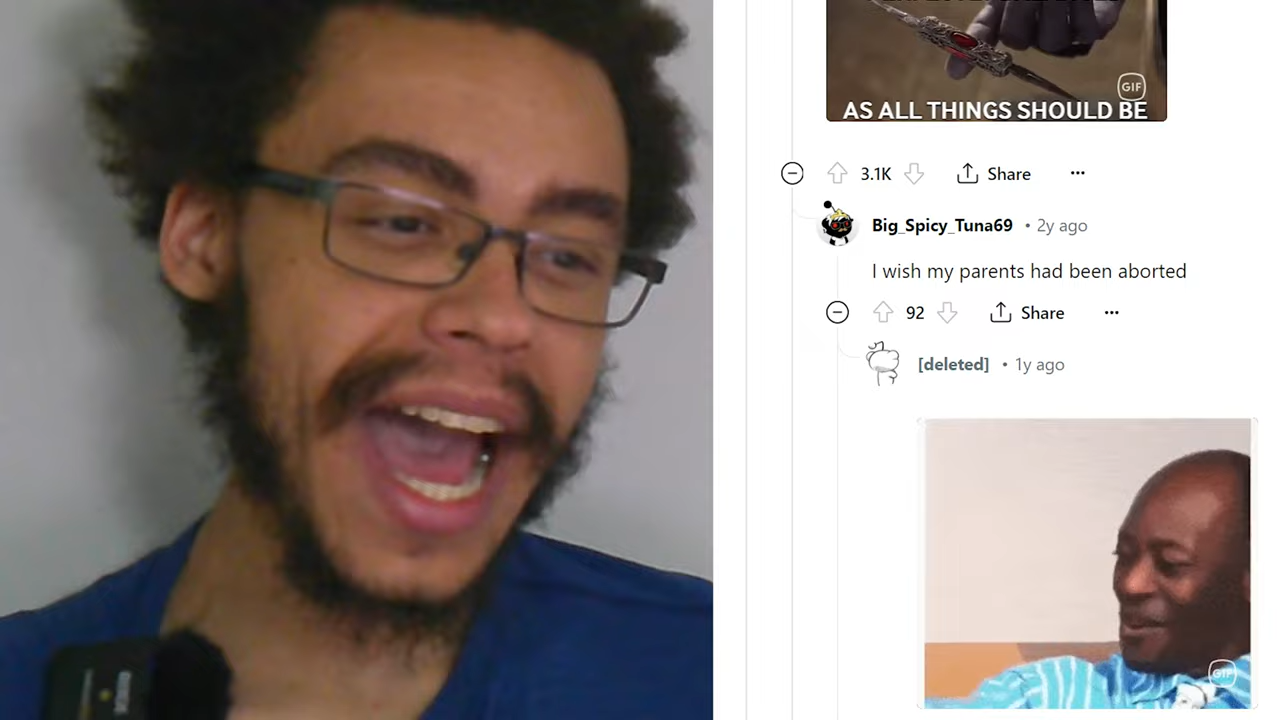 AS ALL THINGS SHOULD BE
GIF
3.1K Share
Big_Spicy_Tuna69 • 2y ago
I wish my parents had been aborted
92 Share
[deleted] • 1y ago
GIF